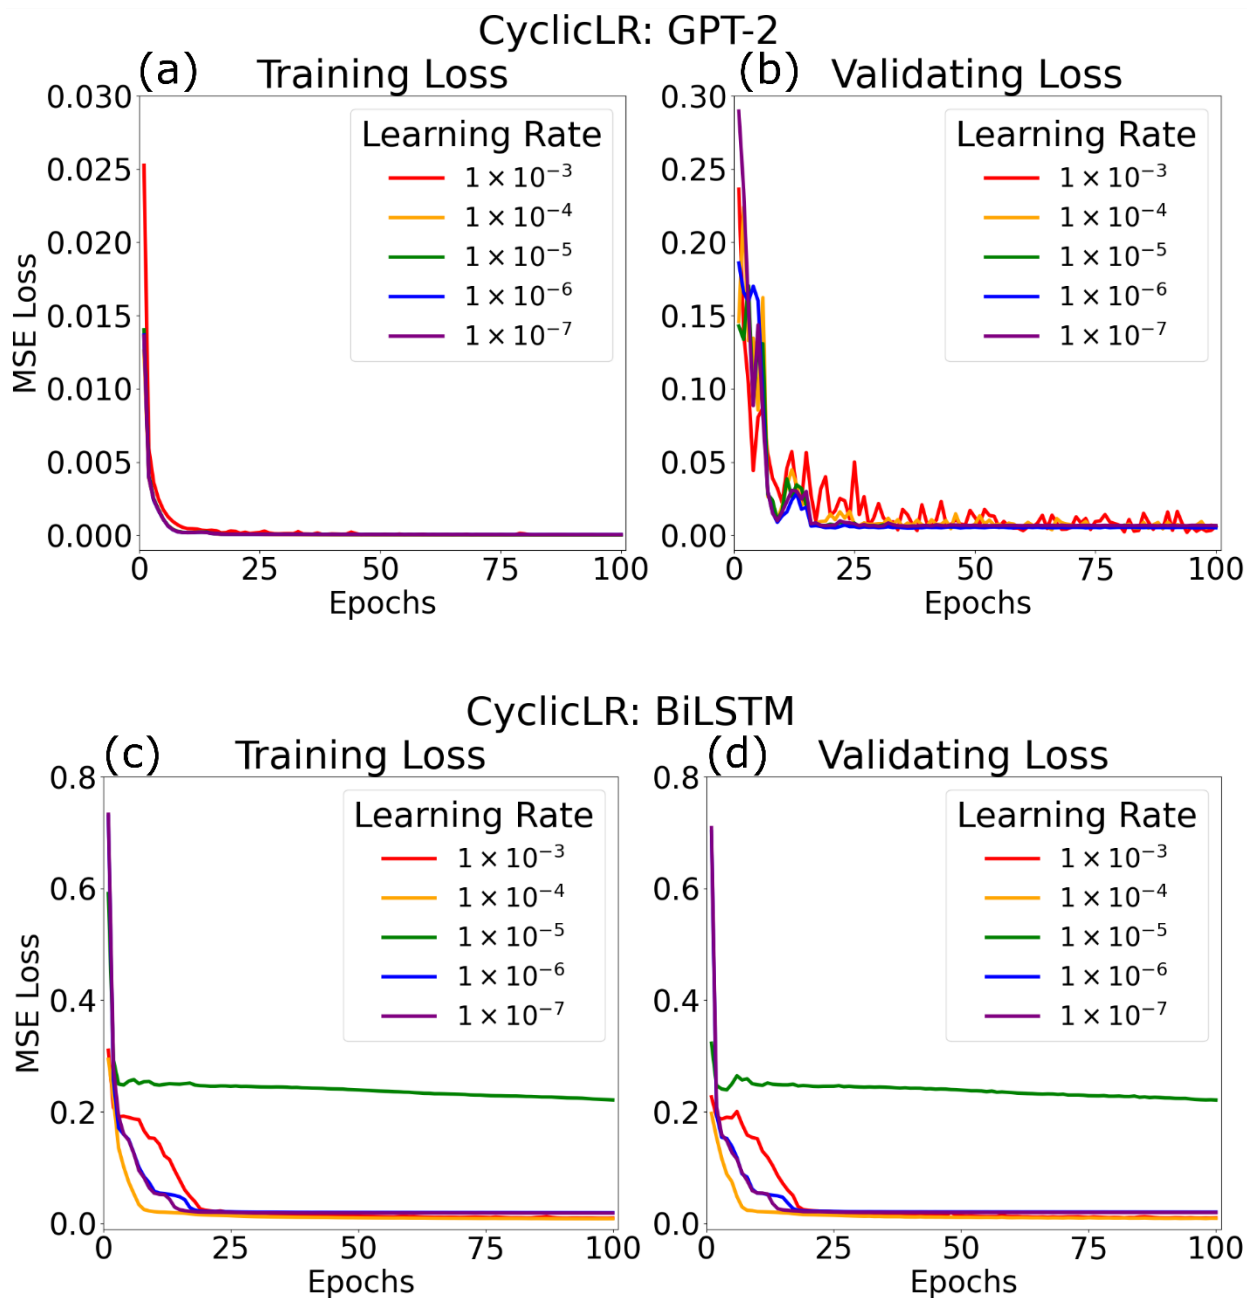 CyclicLR: GPT-2
(a) Training Loss
(b) Validating Loss
MSE Loss
0.030
0.025
0.020
0.015
0.010
0.005
0.000
Learning Rate
1 × 10⁻³
1 × 10⁻⁴
1 × 10⁻⁵
1 × 10⁻⁶
1 × 10⁻⁷
0 25 50 75 100
Epochs
0.30
0.25
0.20
0.15
0.10
0.05
0.00
Learning Rate
1 × 10⁻³
1 × 10⁻⁴
1 × 10⁻⁵
1 × 10⁻⁶
1 × 10⁻⁷
0 25 50 75 100
Epochs
CyclicLR: BiLSTM
(c) Training Loss
(d) Validating Loss
MSE Loss
0.8
0.6
0.4
0.2
0.0
Learning Rate
1 × 10⁻³
1 × 10⁻⁴
1 × 10⁻⁵
1 × 10⁻⁶
1 × 10⁻⁷
0 25 50 75 100
Epochs
0.8
0.6
0.4
0.2
0.0
Learning Rate
1 × 10⁻³
1 × 10⁻⁴
1 × 10⁻⁵
1 × 10⁻⁶
1 × 10⁻⁷
0 25 50 75 100
Epochs